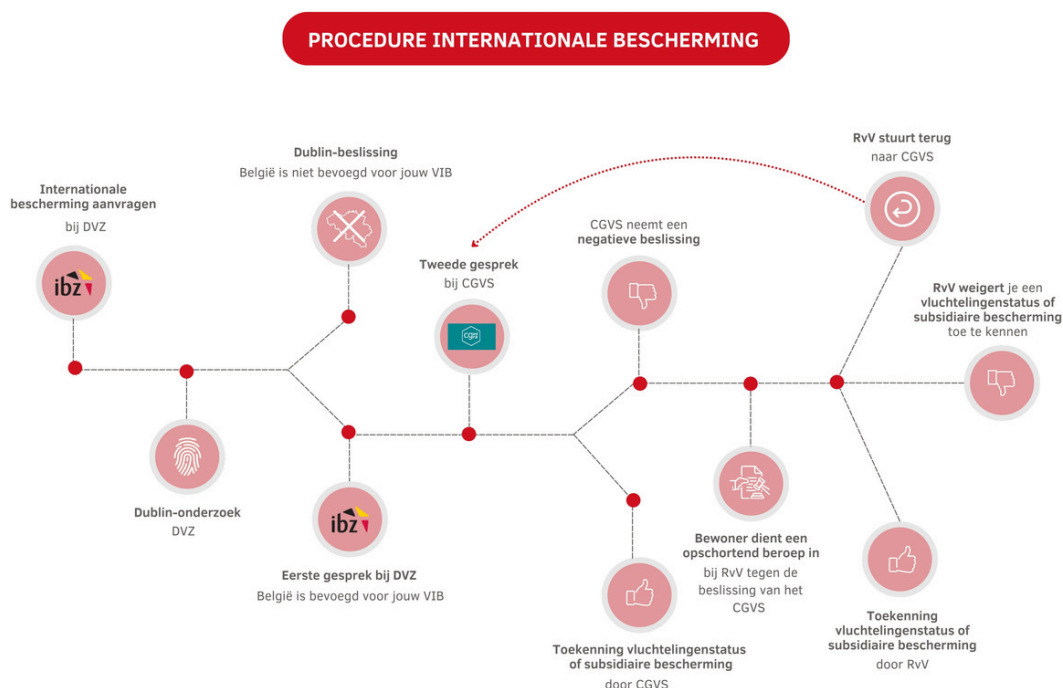 PROCEDURE INTERNATIONALE BESCHERMING
Internationale
bescherming aanvragen
bij DVZ
ibz
Dublin-onderzoek
DVZ
Dublin-beslissing
België is niet bevoegd voor jouw VIB
ibz
Eerste gesprek bij DVZ
België is bevoegd voor jouw VIB
Tweede gesprek
bij CGVS
CGVS neemt een
negatieve beslissing
Toekenning vluchtelingenstatus
of subsidiaire bescherming
door CGVS
Bewoner dient een
opschortend beroep in
bij RvV tegen de
beslissing van het
CGVS
RvV stuurt terug
naar CGVS
RvV weigert je een
vluchtelingenstatus of
subsidiaire bescherming
toe te kennen
Toekenning
vluchtelingenstatus of
subsidiaire bescherming
door RvV